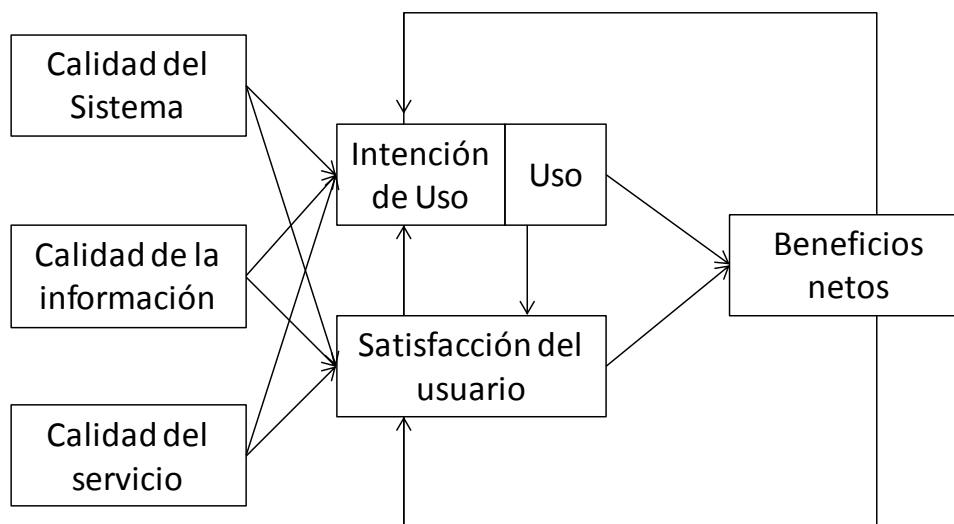 Calidad del
Sistema
Intención
de Uso
Uso
Calidad de la
información
Beneficios
netos
Satisfacción del
usuario
Calidad del
servicio